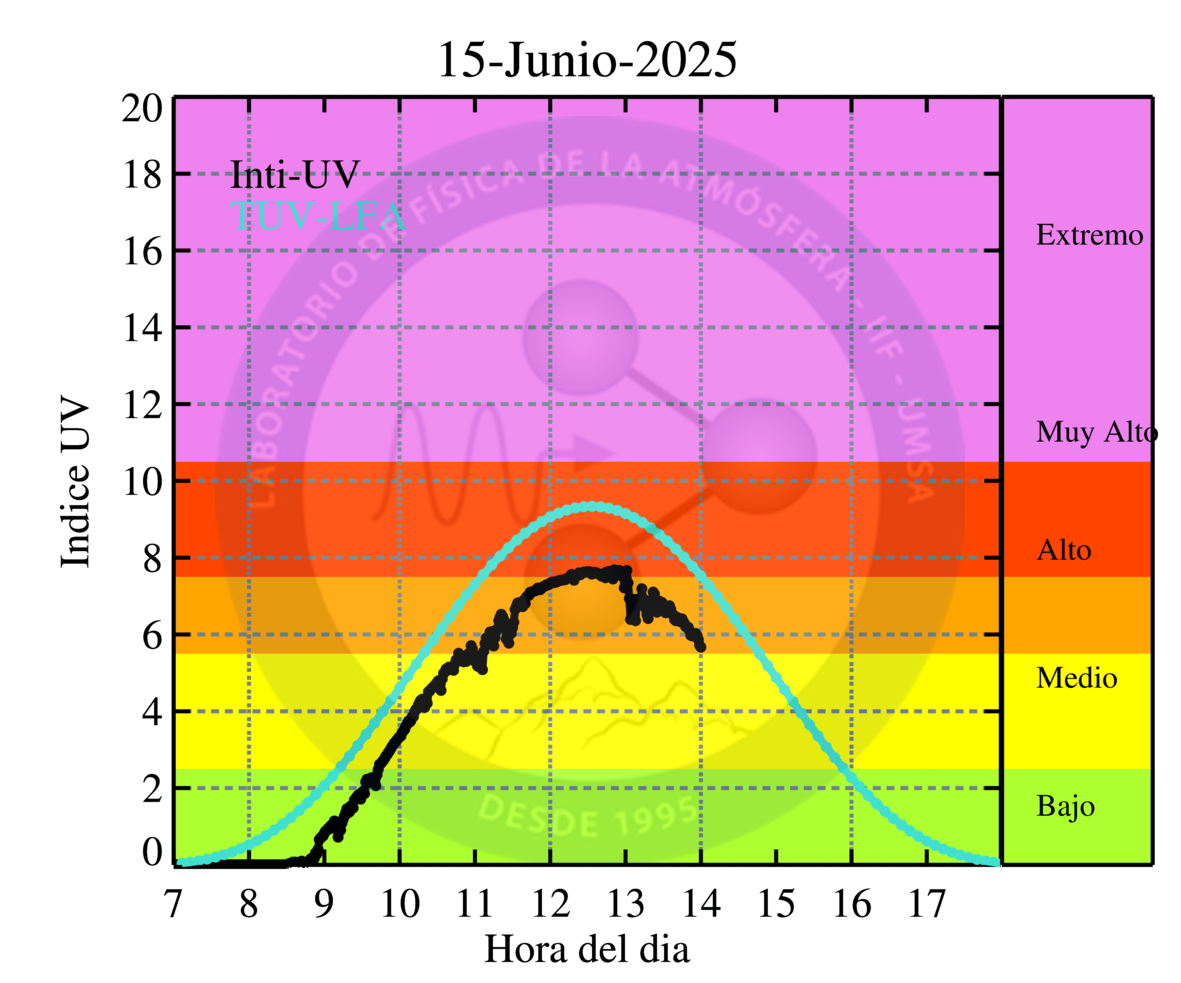 15-Junio-2025
Inti-UV
TUV-LFA
LABORATORIO DE FÍSICA DE LA ATMÓSFERA - IIF - UMSA
DESDE 1995
Indice UV
20
18
16
14
12
10
8
6
4
2
0
Extremo
Muy Alto
Alto
Medio
Bajo
7 8 9 10 11 12 13 14 15 16 17
Hora del dia